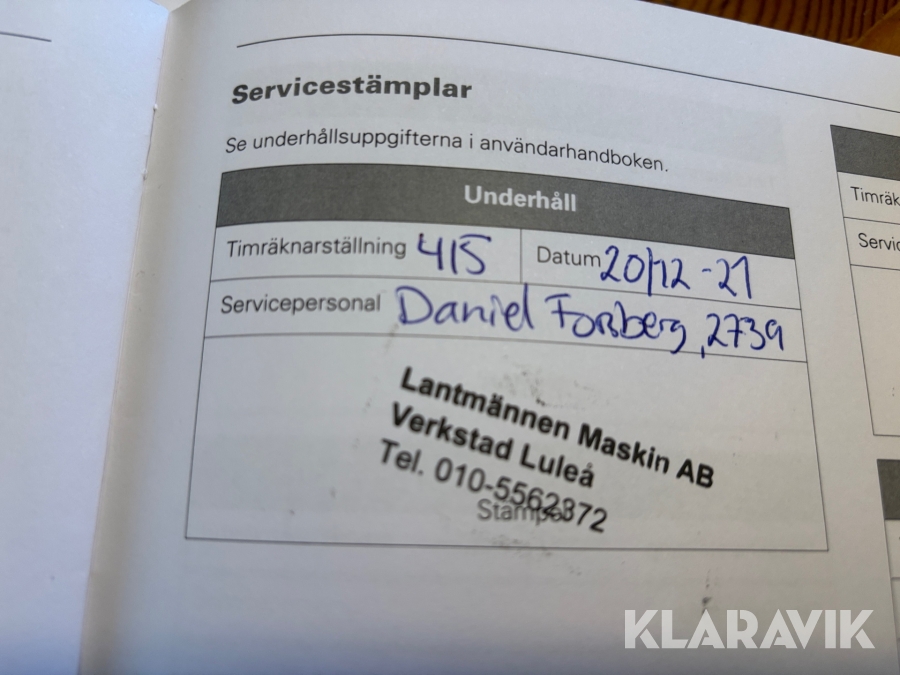 Servicestämplar
Se underhållsuppgifterna i användarhandboken.
Underhåll
Timräknarställning 415 Datum 20/12 -21
Servicepersonal Daniel Forsberg, 2739
Lantmännen Maskin AB
Verkstad Luleå
Tel. 010-5562372
Stämpel
Timräk
Servic
KLARAVIK